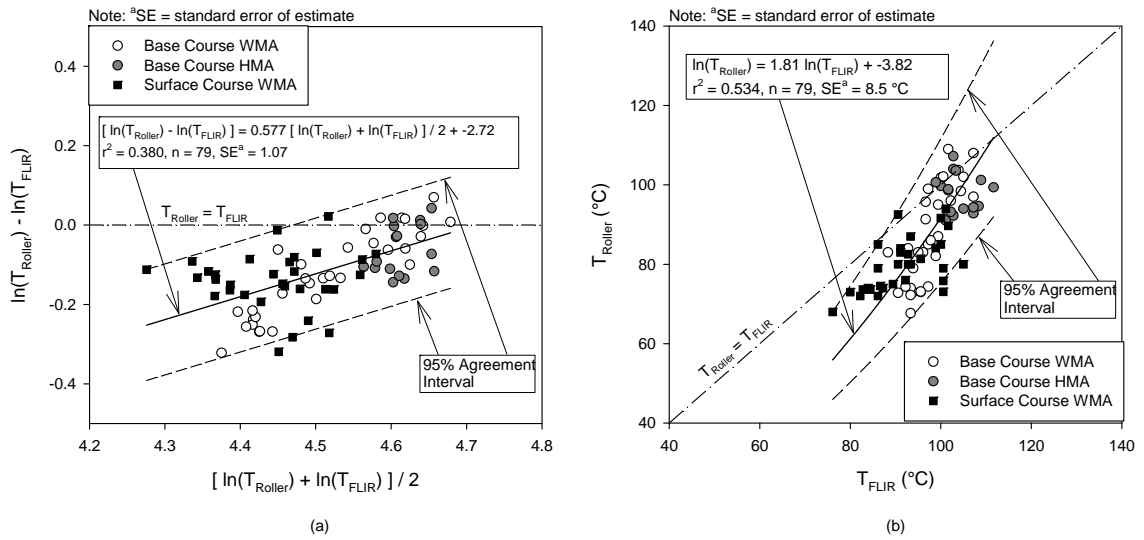 Note: ᵃSE = standard error of estimate
Base Course WMA
Base Course HMA
Surface Course WMA
[ ln(T_Roller) - ln(T_FLIR) ] = 0.577 [ ln(T_Roller) + ln(T_FLIR) ] / 2 + -2.72
r² = 0.380, n = 79, SEᵃ = 1.07
T_Roller = T_FLIR
95% Agreement
Interval
ln(T_Roller) - ln(T_FLIR)
0.4
0.2
0.0
-0.2
-0.4
4.2 4.3 4.4 4.5 4.6 4.7 4.8
[ ln(T_Roller) + ln(T_FLIR) ] / 2
(a)
Note: ᵃSE = standard error of estimate
ln(T_Roller) = 1.81 ln(T_FLIR) + -3.82
r² = 0.534, n = 79, SEᵃ = 8.5 °C
95% Agreement
Interval
T_Roller = T_FLIR
Base Course WMA
Base Course HMA
Surface Course WMA
T_Roller (°C)
140
120
100
80
60
40
40 60 80 100 120 140
T_FLIR (°C)
(b)